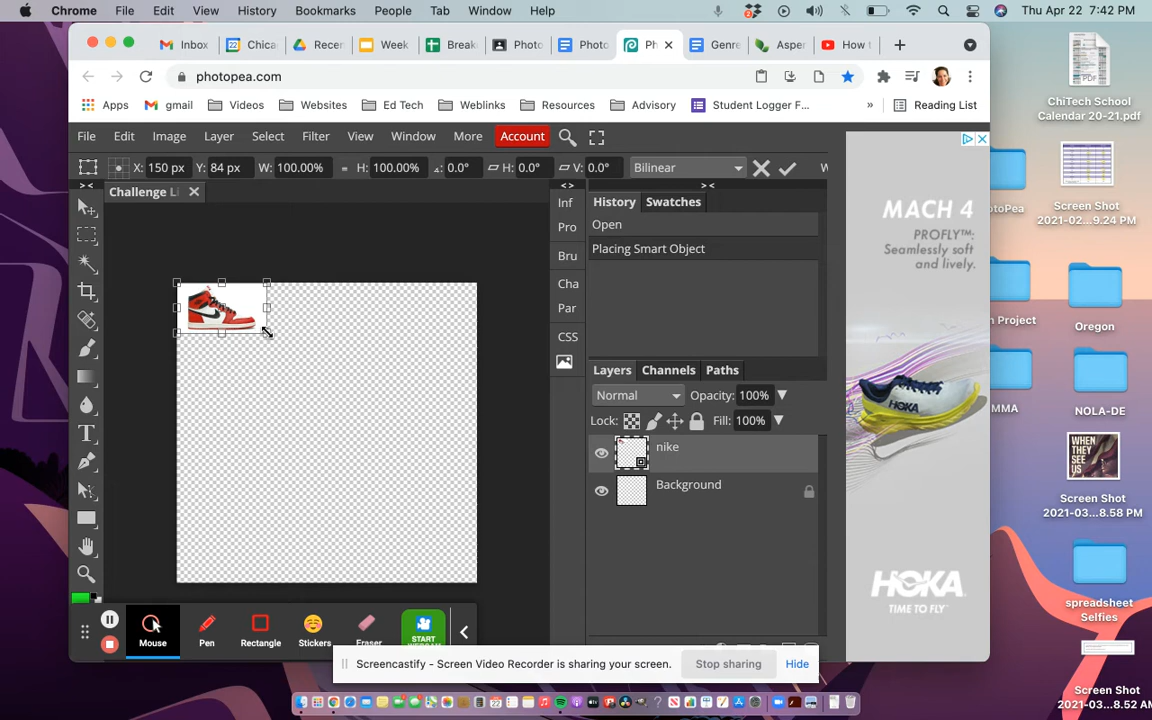 Chrome File Edit View History Bookmarks People Tab Window Help Thu Apr 22 7:42 PM
Inbox Chica Recen Week Break Photo Photo Ph Genre Asper How t
photopea.com
Apps gmail Videos Websites Ed Tech Weblinks Resources Advisory Student Logger F... » Reading List
File Edit Image Layer Select Filter View Window More Account
X: 150 px Y: 84 px W: 100.00% = H: 100.00% 0.0° H: 0.0° V: 0.0° Bilinear
Challenge Li
Inf
Pro
Bru
Cha
Par
CSS
History Swatches
Open
Placing Smart Object
Layers Channels Paths
Normal Opacity: 100%
Lock: Fill: 100%
nike
Background
Mouse Pen Rectangle Stickers Eraser START
Screencastify - Screen Video Recorder is sharing your screen. Stop sharing Hide
MACH 4
PROFLY™:
Seamlessly soft
and lively.
HOKA
TIME TO FLY™
PDF
ChiTech School
Calendar 20-21.pdf
otoPea
Screen Shot
2021-02...9.24 PM
n Project
Oregon
MMA
NOLA-DE
WHEN
THEY
SEE
US
Screen Shot
2021-03...8.58 PM
spreadsheet
Selfies
Screen Shot
2021-04...8.52 AM